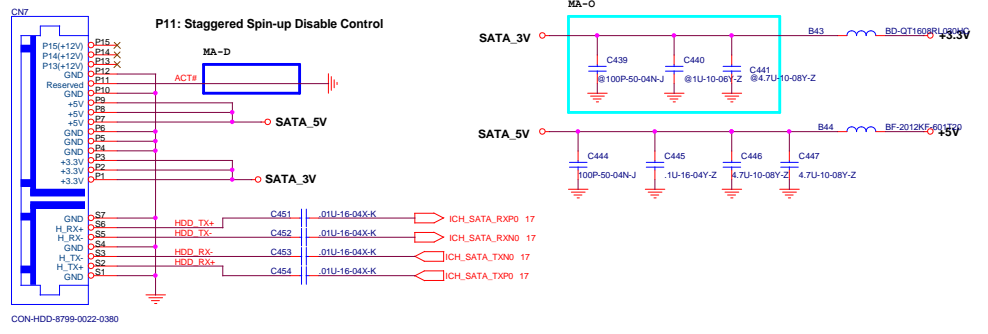 CN7
P11: Staggered Spin-up Disable Control
MA-D
ACT#
P15(+12V) P15
P14(+12V) P14
P13(+12V) P13
GND P12
Reserved P11
GND P10
+5V P9
+5V P8
+5V P7
GND P6
GND P5
GND P4
+3.3V P3
+3.3V P2
+3.3V P1
SATA_5V
SATA_3V
GND S7
H_RX+ S6
H_RX- S5
GND S4
H_TX- S3
H_TX+ S2
GND S1
HDD_TX+ C451 .01U-16-04X-K ICH_SATA_RXP0 17
HDD_TX- C452 .01U-16-04X-K ICH_SATA_RXN0 17
HDD_RX- C453 .01U-16-04X-K ICH_SATA_TXN0 17
HDD_RX+ C454 .01U-16-04X-K ICH_SATA_TXP0 17
CON-HDD-8799-0022-0380
MA-O
SATA_3V
B43
+3.3V
C439
@100P-50-04N-J
C440
@1U-10-06Y-Z
C441
@4.7U-10-08Y-Z
SATA_5V
B44
BF-2012KF-601T20
+5V
C444
100P-50-04N-J
C445
.1U-16-04Y-Z
C446
4.7U-10-08Y-Z
C447
4.7U-10-08Y-Z